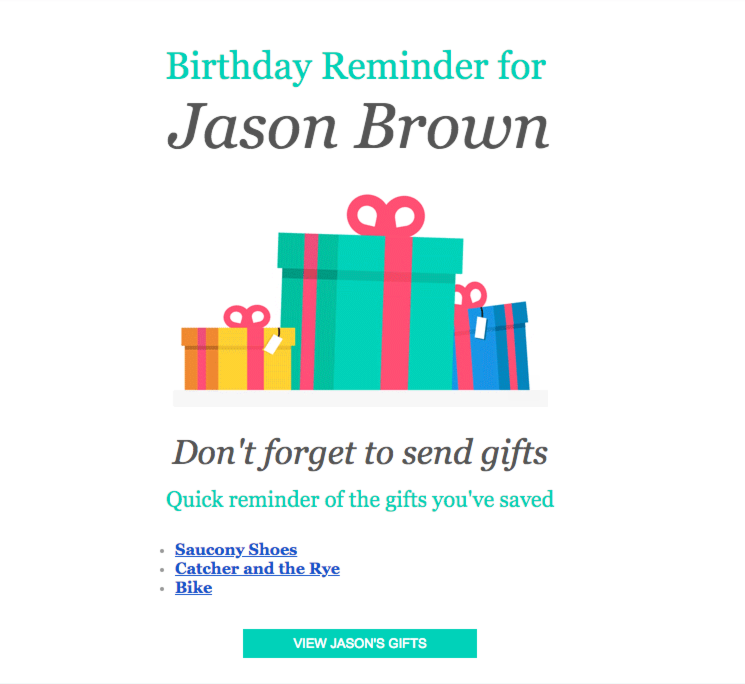 Birthday Reminder for
Jason Brown
Don't forget to send gifts
Quick reminder of the gifts you've saved
Saucony Shoes
Catcher and the Rye
Bike
VIEW JASON'S GIFTS